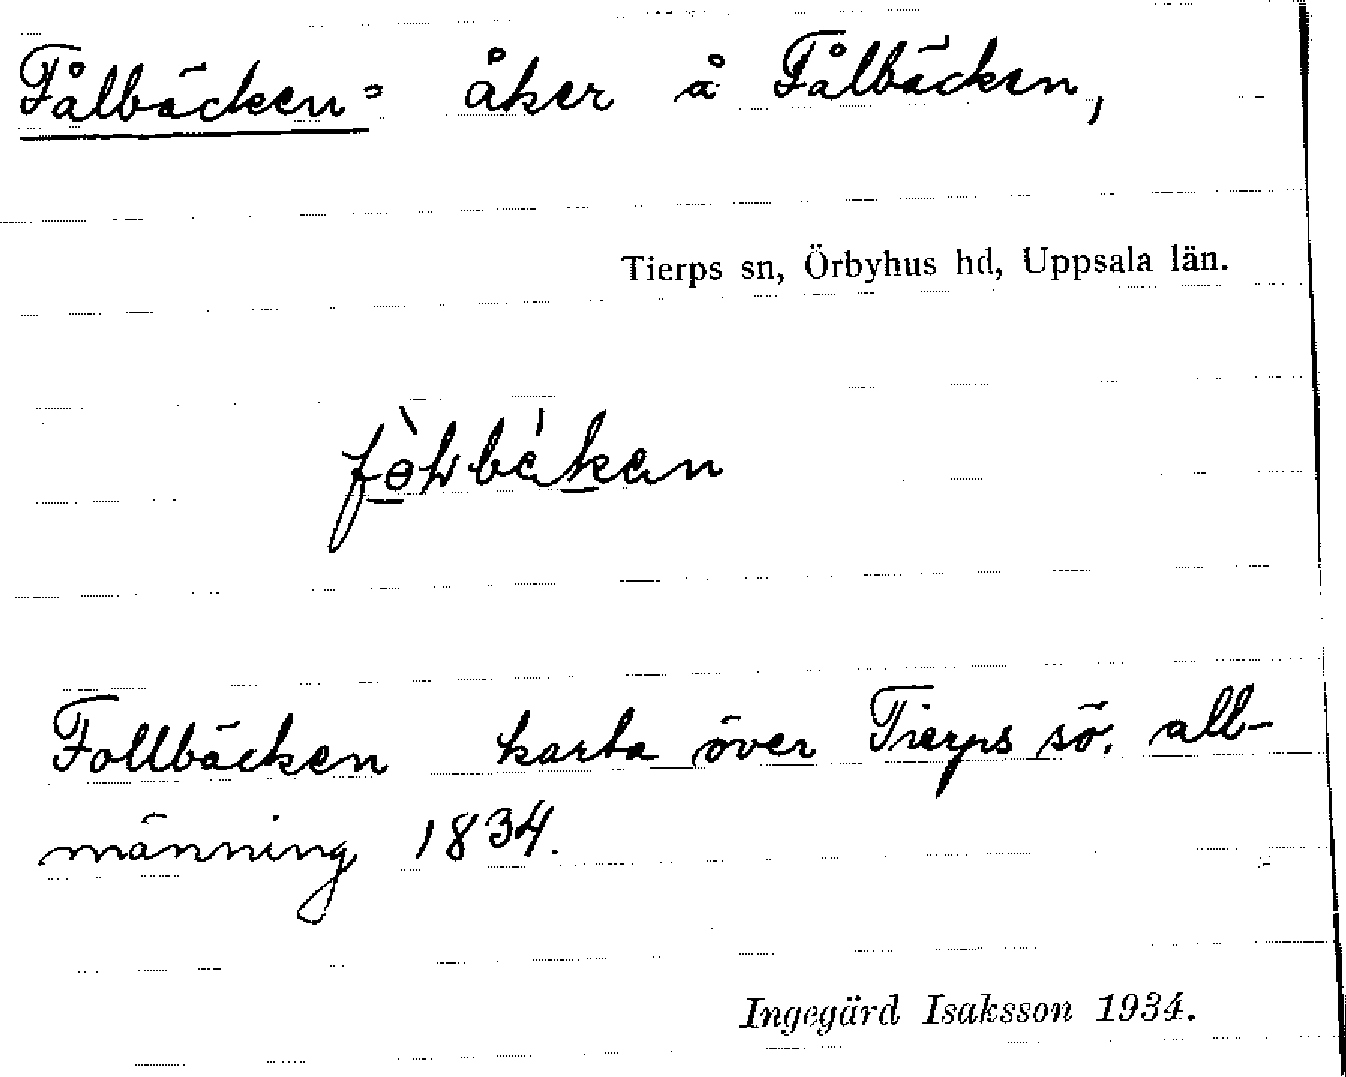 Fålbäcken = åker å Fålbäcken,
Tierps sn, Örbyhus hd, Uppsala län.
Follbäcken karta över Tierps sö. all-
männing 1834.
Ingegärd Isaksson 1934.